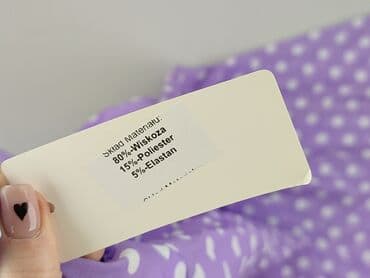 Skład Materiału:
80%-Wiskoza
15%-Poliester
5%-Elastan